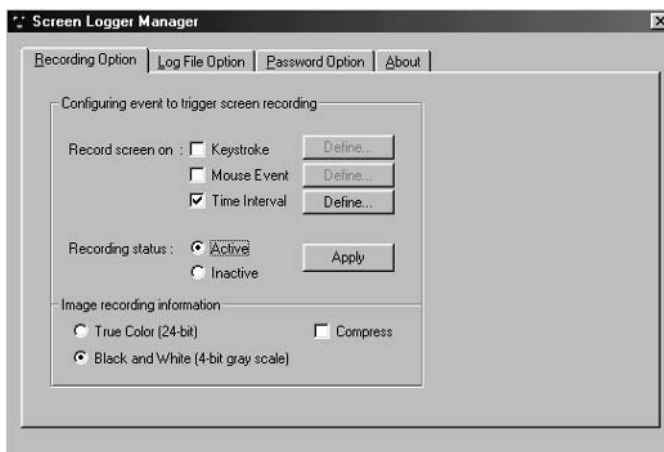 Screen Logger Manager
Recording Option Log File Option Password Option About
Configuring event to trigger screen recording
Record screen on : Keystroke Define...
Mouse Event Define...
Time Interval Define...
Recording status : Active Apply
Inactive
Image recording information
True Color (24-bit) Compress
Black and White (4-bit gray scale)